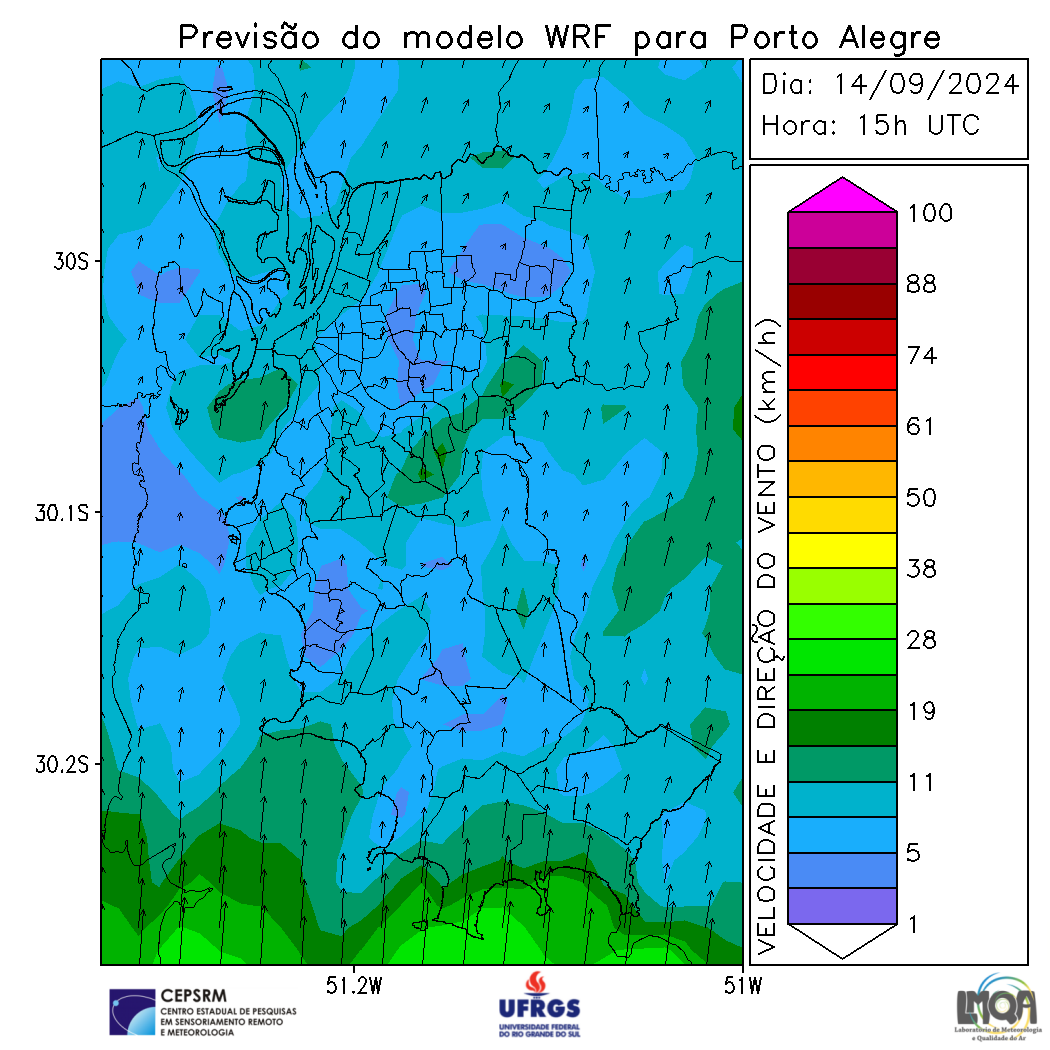 Previsão do modelo WRF para Porto Alegre
Dia: 14/09/2024
Hora: 15h UTC
30S
30.1S
30.2S
51.2W
51W
VELOCIDADE E DIREÇÃO DO VENTO (km/h)
100
88
74
61
50
38
28
19
11
5
1
CEPSRM
CENTRO ESTADUAL DE PESQUISAS
EM SENSORIAMENTO REMOTO
E METEOROLOGIA
UFRGS
UNIVERSIDADE FEDERAL
DO RIO GRANDE DO SUL
LMQA
Laboratório de Meteorologia
e Qualidade do Ar